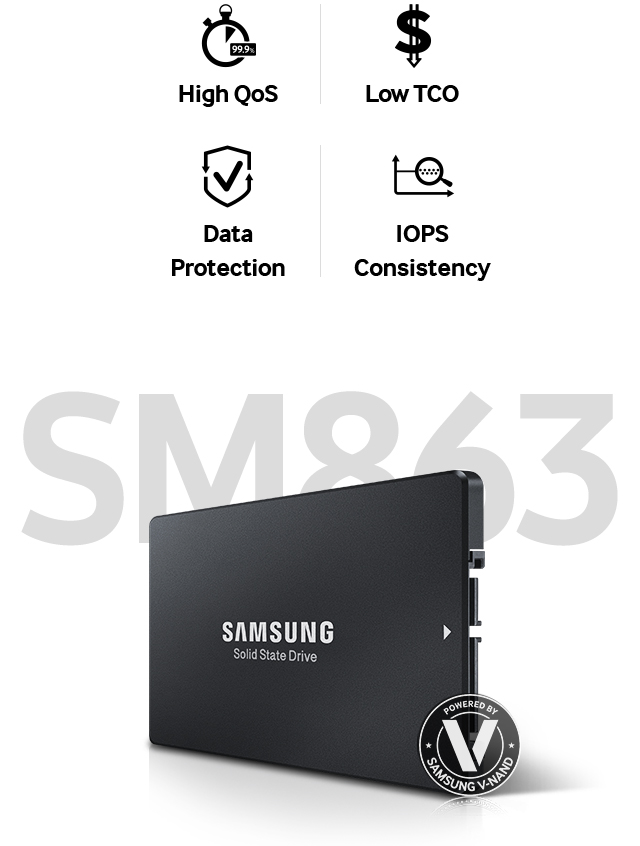 99.9%
High QoS
Low TCO
Data
Protection
IOPS
Consistency
SM863
SAMSUNG
Solid State Drive
POWERED BY
V
SAMSUNG V-NAND